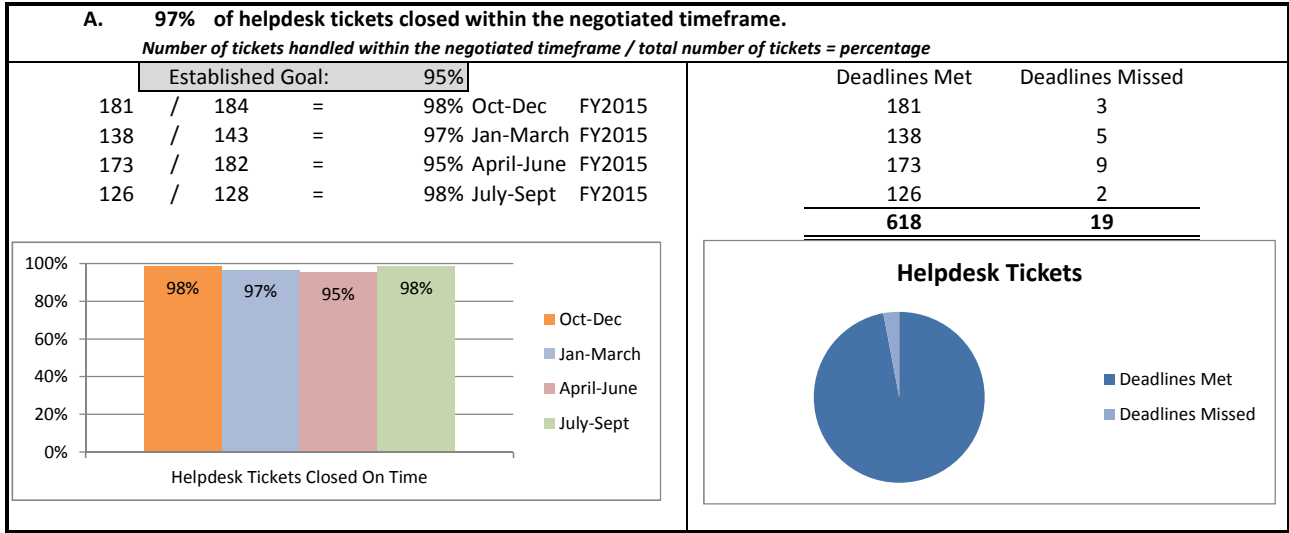 A. 97% of helpdesk tickets closed within the negotiated timeframe.
Number of tickets handled within the negotiated timeframe / total number of tickets = percentage
Established Goal: 95%
181 / 184 = 98% Oct-Dec FY2015
138 / 143 = 97% Jan-March FY2015
173 / 182 = 95% April-June FY2015
126 / 128 = 98% July-Sept FY2015
Deadlines Met Deadlines Missed
181 3
138 5
173 9
126 2
618 19
100%
80%
60%
40%
20%
0%
98% 97% 95% 98%
Helpdesk Tickets Closed On Time
Oct-Dec
Jan-March
April-June
July-Sept
Helpdesk Tickets
Deadlines Met
Deadlines Missed